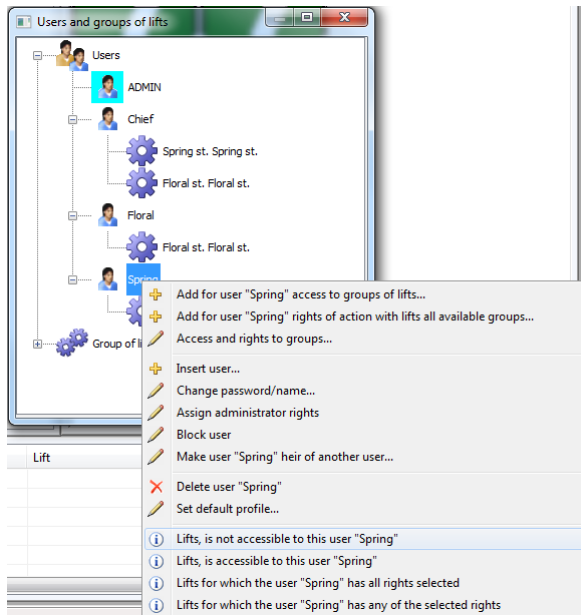 Users and groups of lifts
Users
ADMIN
Chief
Spring st. Spring st.
Floral st. Floral st.
Floral
Floral st. Floral st.
Spring
Group of li
Add for user "Spring" access to groups of lifts...
Add for user "Spring" rights of action with lifts all available groups...
Access and rights to groups...
Insert user...
Change password/name...
Assign administrator rights
Block user
Make user "Spring" heir of another user...
Delete user "Spring"
Set default profile...
Lifts, is not accessible to this user "Spring"
Lifts, is accessible to this user "Spring"
Lifts for which the user "Spring" has all rights selected
Lifts for which the user "Spring" has any of the selected rights
Lift